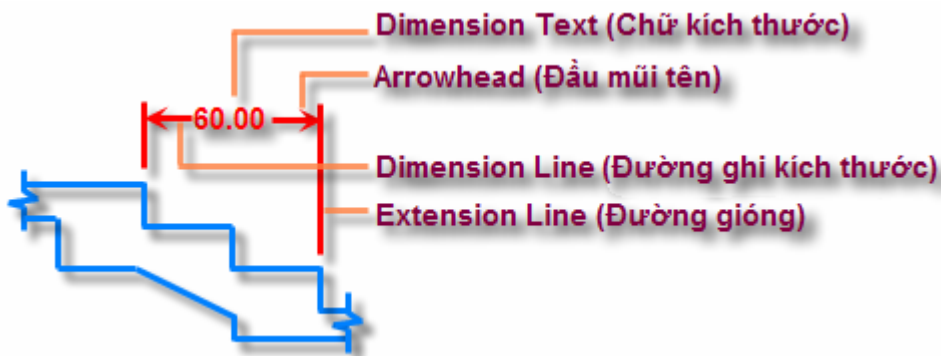 Dimension Text (Chữ kích thước)
Arrowhead (Đầu mũi tên)
60.00
Dimension Line (Đường ghi kích thước)
Extension Line (Đường gióng)